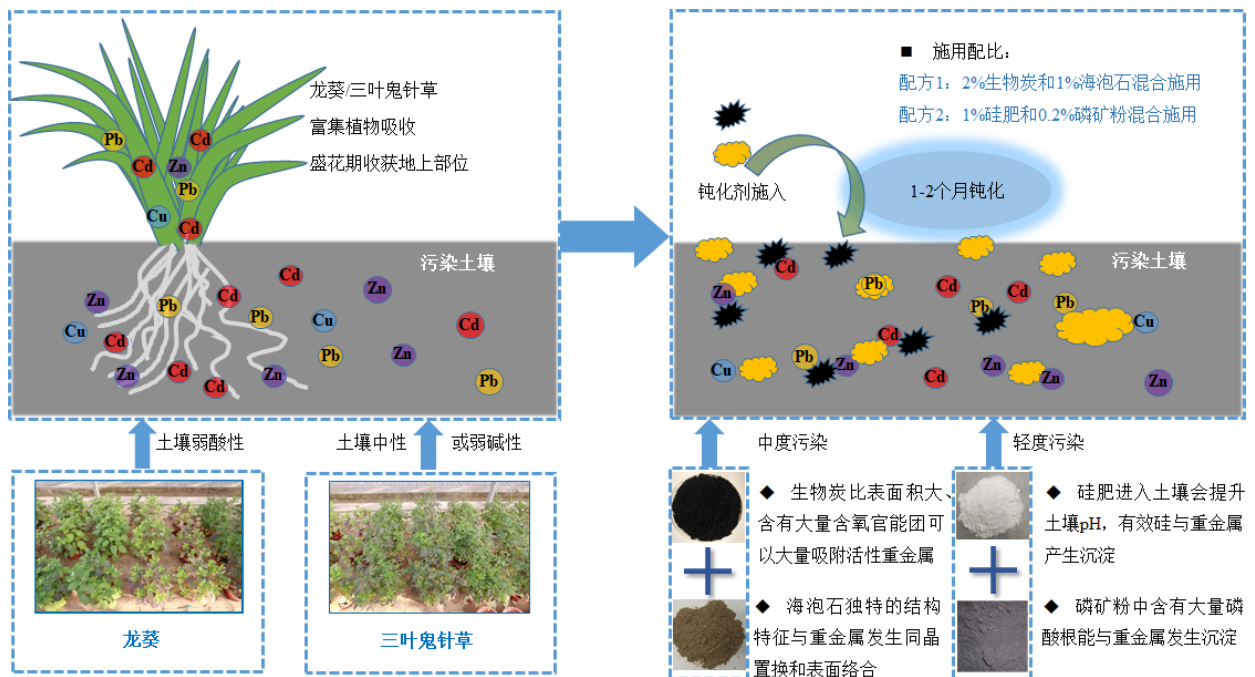 龙葵/三叶鬼针草
富集植物吸收
盛花期收获地上部位
Pb
Cd
Cd
Zn
Pb
Cu
Cd
污染土壤
Cd
Zn
Zn
Cd
Pb
Pb
Cu
Cu
Cd
Cd
Pb
Zn
Zn
Cd
Cd
Zn
Pb
土壤弱酸性
土壤中性
或弱碱性
龙葵
三叶鬼针草
■ 施用配比：
配方1：2%生物炭和1%海泡石混合施用
配方2：1%硅肥和0.2%磷矿粉混合施用
钝化剂施入
1-2个月钝化
污染土壤
Cd
Zn
Pb
Cd
Cd
Pb
Pb
Cu
Cd
Pb
Zn
Cu
Zn
Cd
Zn
Zn
中度污染
轻度污染
◆ 生物炭比表面积大、
含有大量含氧官能团可
以大量吸附活性重金属
◆ 海泡石独特的结构
特征与重金属发生同晶
置换和表面络合
◆ 硅肥进入土壤会提升
土壤pH，有效硅与重金属
产生沉淀
◆ 磷矿粉中含有大量磷
酸根能与重金属发生沉淀